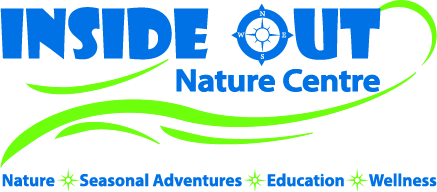 INSIDE OUT
N
W E
S
Nature Centre
Nature Seasonal Adventures Education Wellness